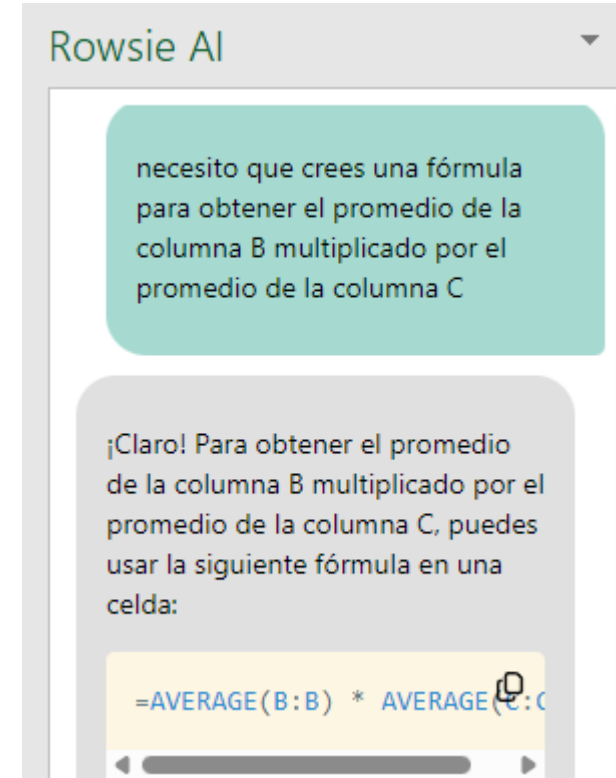 Rowsie AI
necesito que crees una fórmula
para obtener el promedio de la
columna B multiplicado por el
promedio de la columna C
¡Claro! Para obtener el promedio
de la columna B multiplicado por el
promedio de la columna C, puedes
usar la siguiente fórmula en una
celda:
=AVERAGE(B:B) * AVERAGE(